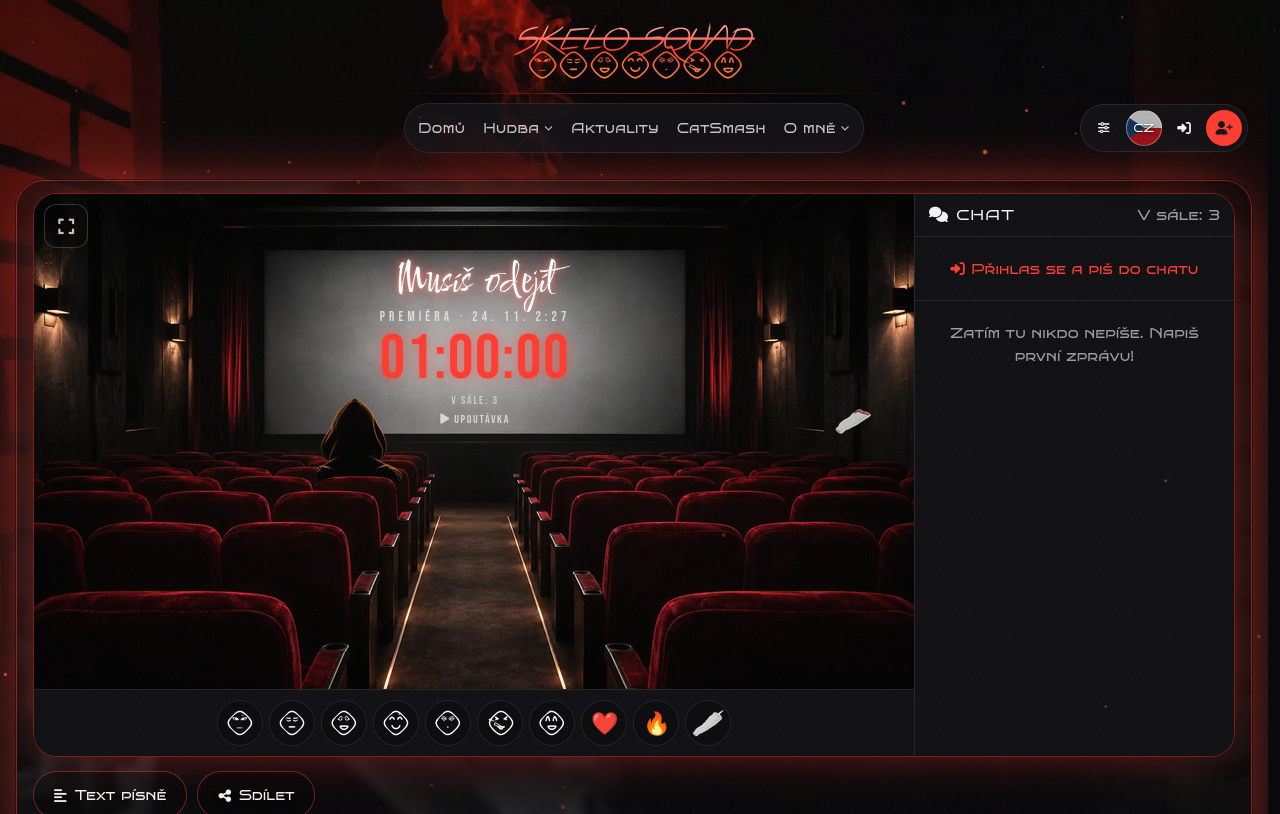 SKELO SQUAD
Domů
Hudba
Aktuality
CatSmash
O mně
CZ
Musíš odejít
PREMIÉRA · 24. 11. 2:27
01:00:00
V SÁLE: 3
UPOUTÁVKA
CHAT
V sále: 3
Přihlas se a piš do chatu
Zatím tu nikdo nepíše. Napiš
první zprávu!
Text písně
Sdílet